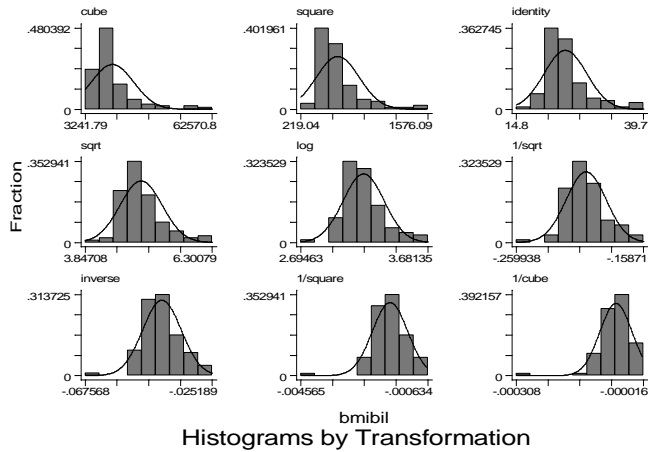 cube square identity
.480392 .401961 .362745
0 0 0
3241.79 62570.8 219.04 1576.09 14.8 39.7
sqrt log 1/sqrt
.352941 .323529 .323529
0 0 0
3.84708 6.30079 2.69463 3.68135 -.259938 -.15871
inverse 1/square 1/cube
.313725 .352941 .392157
0 0 0
-.067568 -.025189 -.004565 -.000634 -.000308 -.000016
Fraction
bmibil
Histograms by Transformation